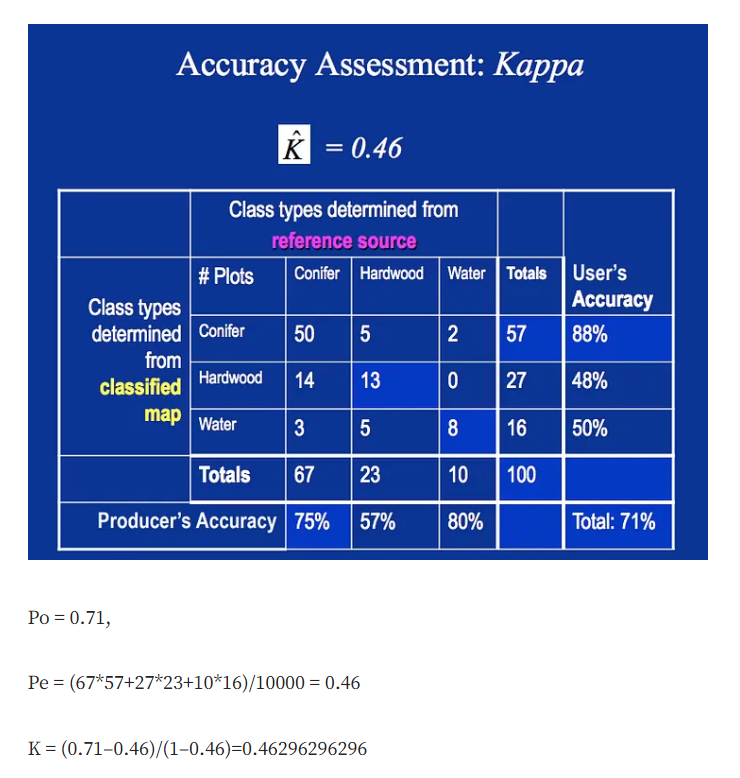 Accuracy Assessment: Kappa
K̂ = 0.46
Class types determined from
reference source
# Plots Conifer Hardwood Water Totals User's
Accuracy
Class types
determined
from
classified
map
Conifer 50 5 2 57 88%
Hardwood 14 13 0 27 48%
Water 3 5 8 16 50%
Totals 67 23 10 100
Producer's Accuracy 75% 57% 80% Total: 71%
Po = 0.71,
Pe = (67*57+27*23+10*16)/10000 = 0.46
K = (0.71–0.46)/(1–0.46)=0.46296296296